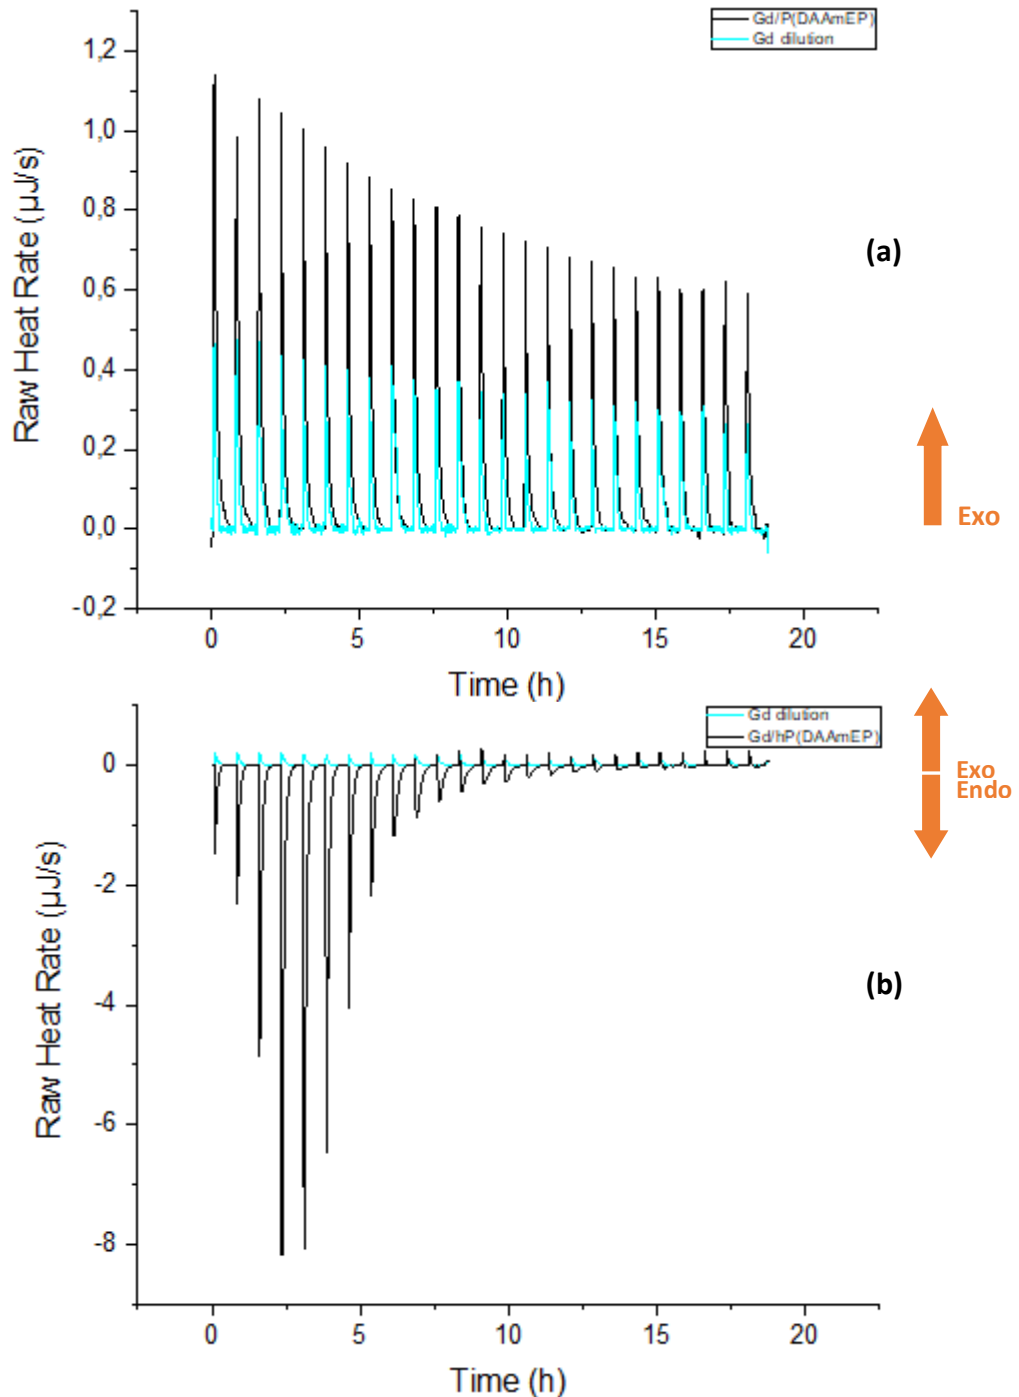 Gd/P(DAAmEP)
Gd dilution
1,2
1,0
0,8
0,6
0,4
0,2
0,0
-0,2
Raw Heat Rate (µJ/s)
(a)
Exo
0 5 10 15 20
Time (h)
Gd dilution
Gd/hP(DAAmEP)
0
-2
-4
-6
-8
Raw Heat Rate (µJ/s)
Exo
Endo
(b)
0 5 10 15 20
Time (h)